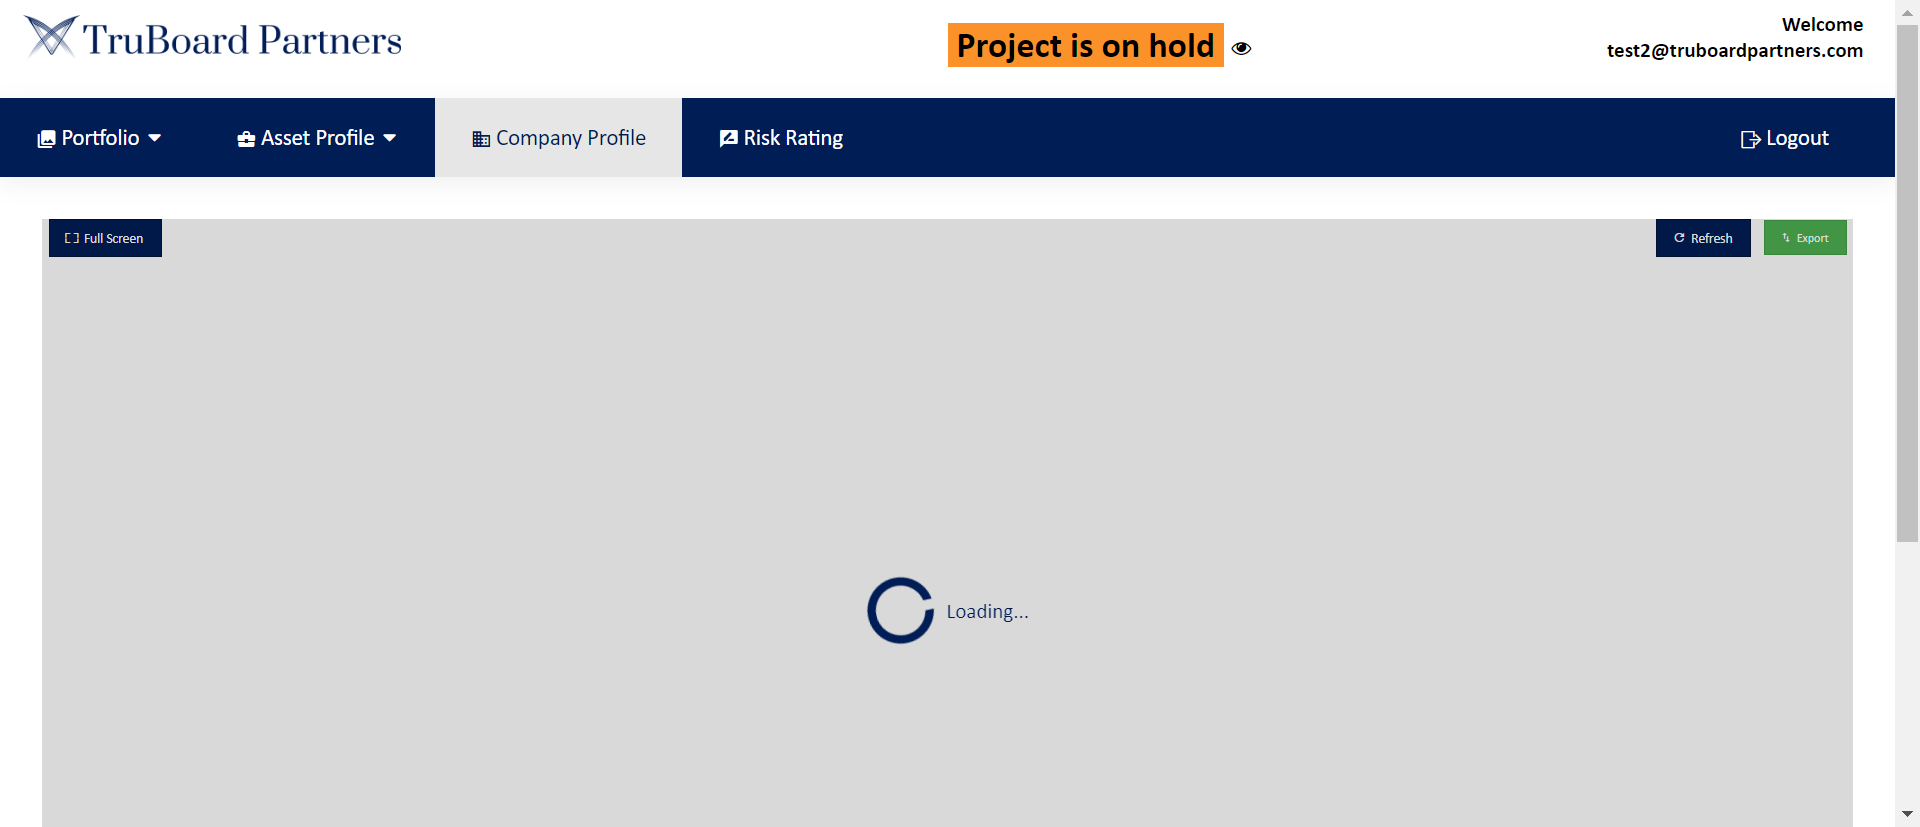 TruBoard Partners
Project is on hold
Welcome
test2@truboardpartners.com
Portfolio
Asset Profile
Company Profile
Risk Rating
Logout
Full Screen
Refresh
Export
Loading...